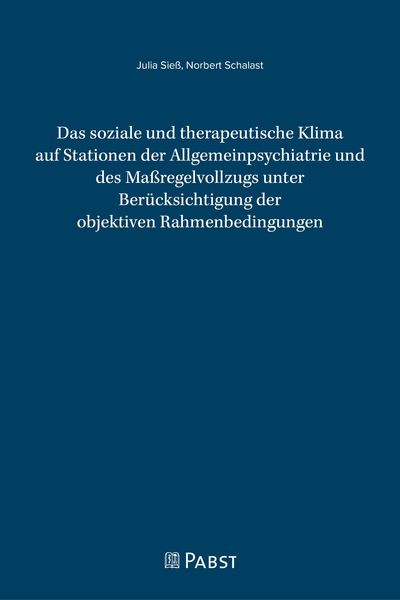 Julia Sieß, Norbert Schalast
Das soziale und therapeutische Klima
auf Stationen der Allgemeinpsychiatrie und
des Maßregelvollzugs unter
Berücksichtigung der
objektiven Rahmenbedingungen
PABST